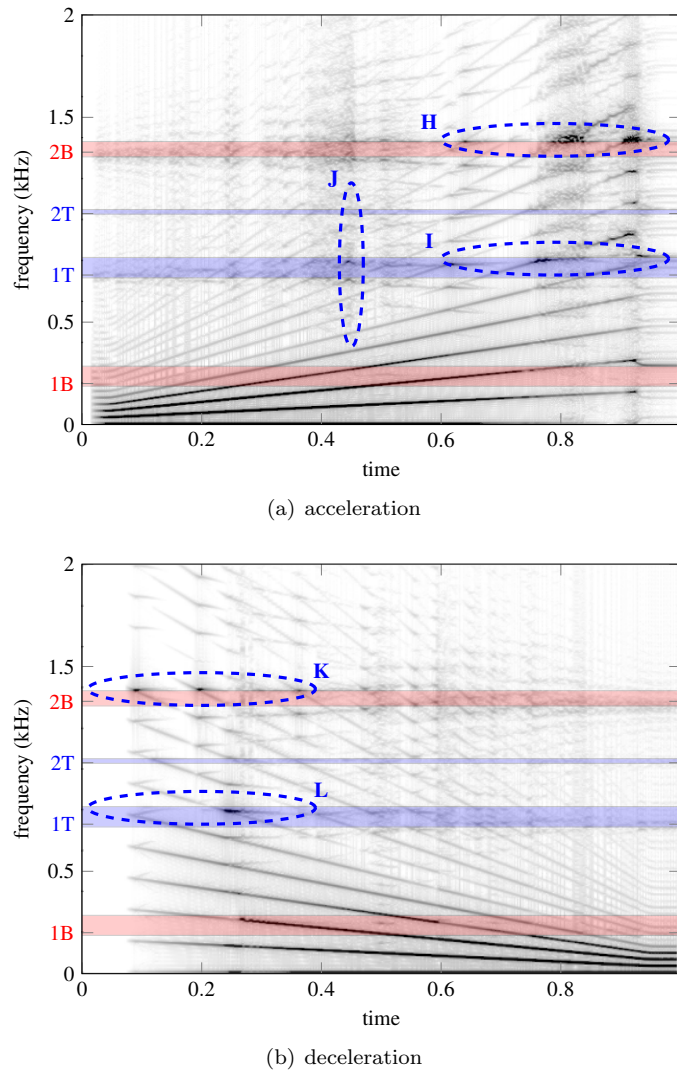 2
1.5
H
2B
J
2T
frequency (kHz)
I
1T
0.5
1B
0
0 0.2 0.4 0.6 0.8
time
(a) acceleration
2
K
1.5
2B
2T
frequency (kHz)
L
1T
0.5
1B
0
0 0.2 0.4 0.6 0.8
time
(b) deceleration